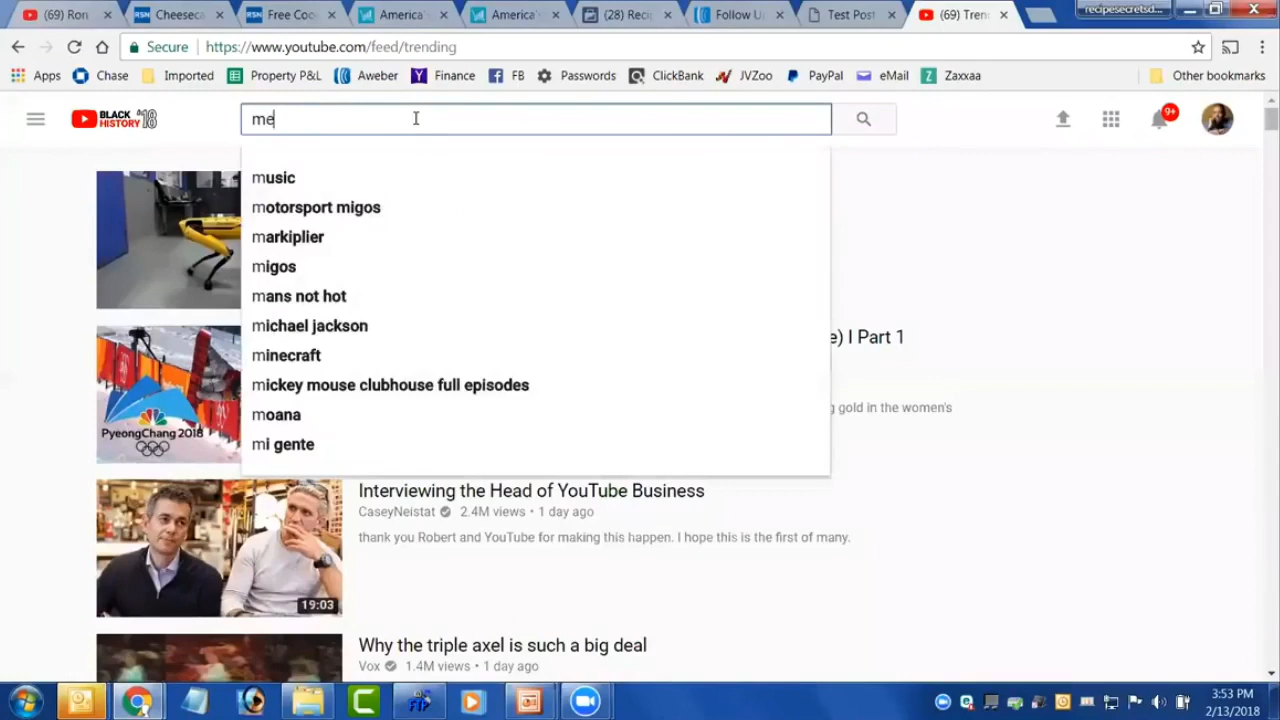 (69) Ron
Cheeseca
Free Coo
America'
America'
(28) Reci
Follow U
Test Post
(69) Tren
recipesecretsd...
Secure
https://www.youtube.com/feed/trending
Apps
Chase
Imported
Property P&L
Aweber
Finance
FB
Passwords
ClickBank
JVZoo
PayPal
eMail
Zaxxaa
Other bookmarks
BLACK HISTORY '18
me
9+
music
motorsport migos
markiplier
migos
mans not hot
michael jackson
minecraft
mickey mouse clubhouse full episodes
moana
mi gente
e) I Part 1
g gold in the women's
PyeongChang 2018
Interviewing the Head of YouTube Business
CaseyNeistat 2.4M views • 1 day ago
thank you Robert and YouTube for making this happen. I hope this is the first of many.
19:03
Why the triple axel is such a big deal
Vox 1.4M views • 1 day ago
3:53 PM
2/13/2018